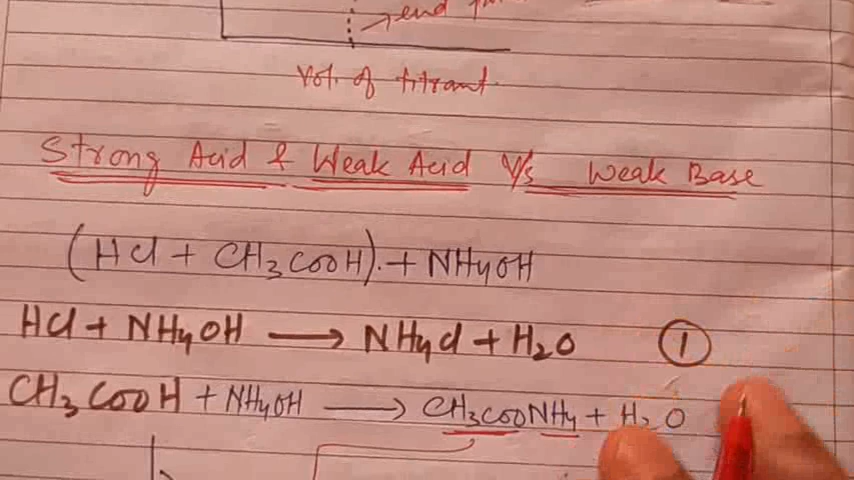 → end
Vol. of titrant
Strong Acid & Weak Acid V/s Weak Base
(HCl + CH3COOH) + NH4OH
HCl + NH4OH → NH4Cl + H2O 1
CH3COOH + NH4OH → CH3COONH4 + H2O